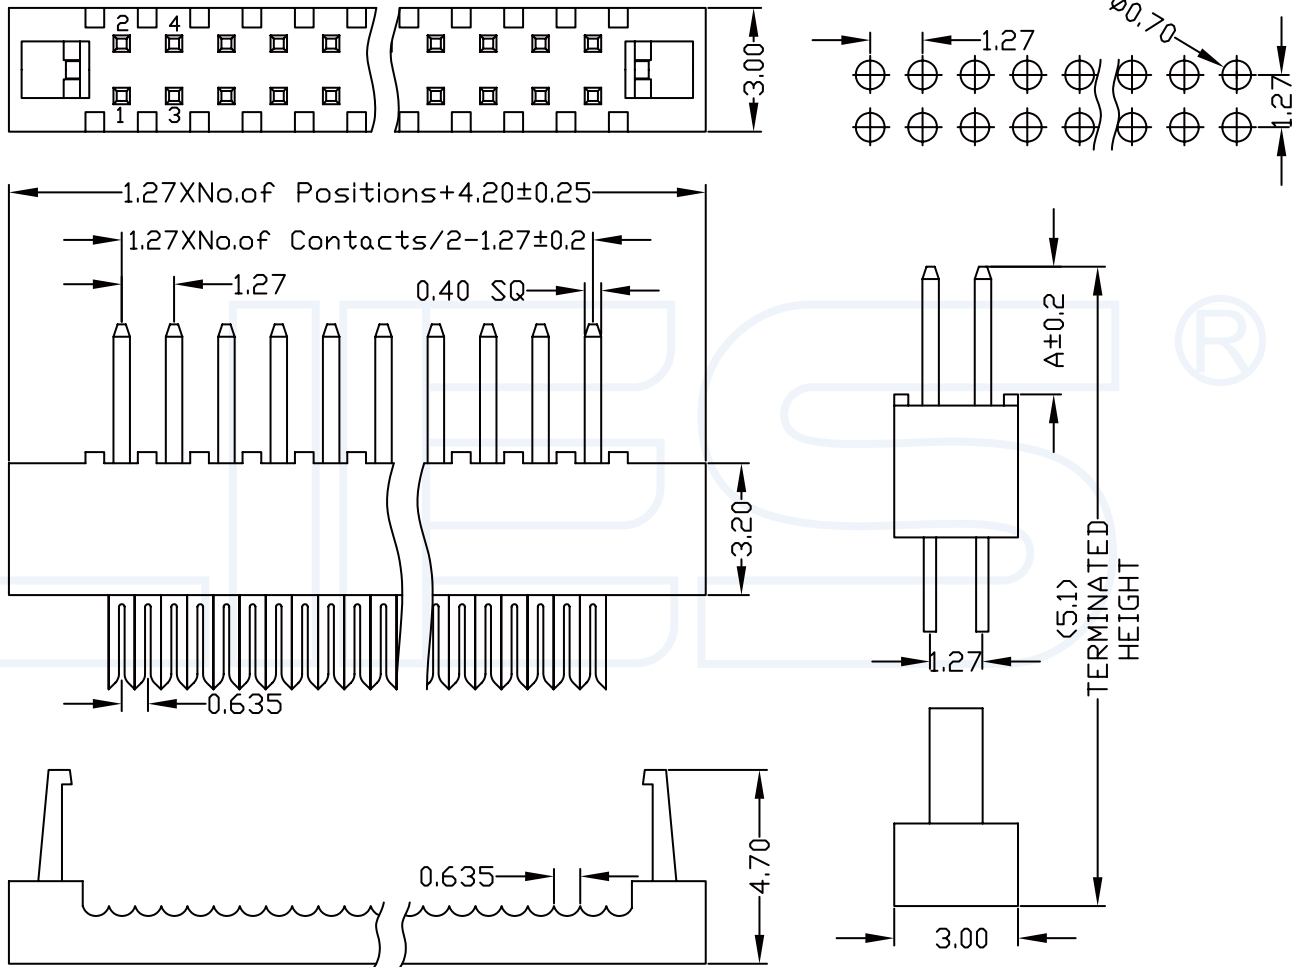 2 4
1 3
3.00
1.27
Ø0.70
1.27
1.27XNo.of Positions+4.20±0.25
1.27XNo.of Contacts/2-1.27±0.2
1.27
0.40 SQ
3.20
0.635
A±0.2
(5.1)
TERMINATED
HEIGHT
1.27
0.635
4.70
3.00
®